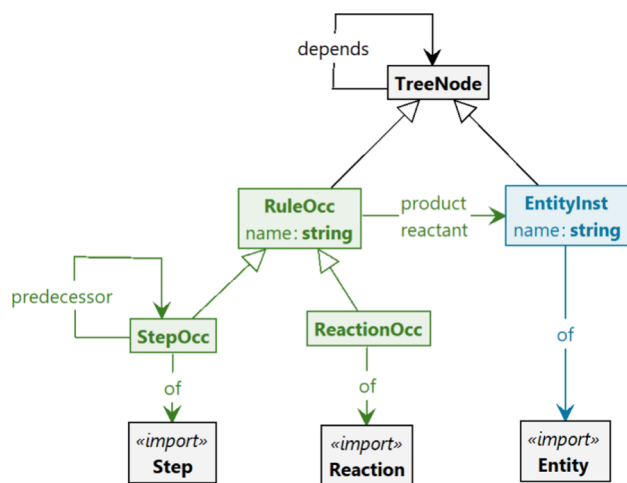 depends
TreeNode
RuleOcc
name: string
product
reactant
EntityInst
name: string
predecessor
StepOcc
ReactionOcc
of
of
of
«import»
Step
«import»
Reaction
«import»
Entity